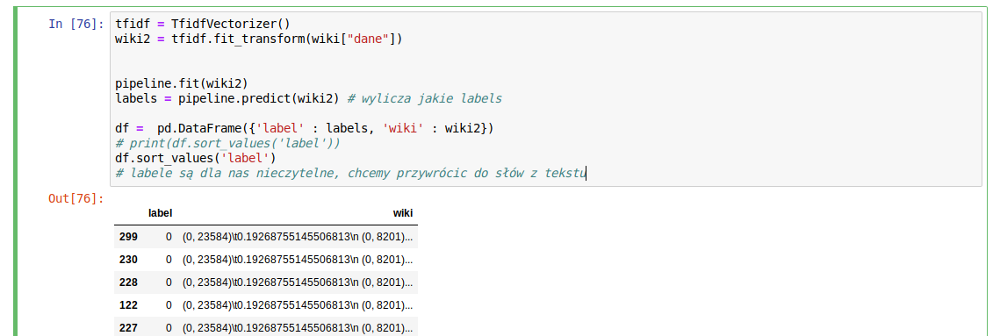 In [76]: tfidf = TfidfVectorizer()
wiki2 = tfidf.fit_transform(wiki["dane"])
pipeline.fit(wiki2)
labels = pipeline.predict(wiki2) # wylicza jakie labels
df =  pd.DataFrame({'label' : labels, 'wiki' : wiki2})
# print(df.sort_values('label'))
df.sort_values('label')
# labele są dla nas nieczytelne, chcemy przywrócic do słów z tekstu
Out[76]:
label wiki
299 0 (0, 23584)\t0.19268755145506813\n (0, 8201)...
230 0 (0, 23584)\t0.19268755145506813\n (0, 8201)...
228 0 (0, 23584)\t0.19268755145506813\n (0, 8201)...
122 0 (0, 23584)\t0.19268755145506813\n (0, 8201)...
227 0 (0, 23584)\t0.19268755145506813\n (0, 8201)...